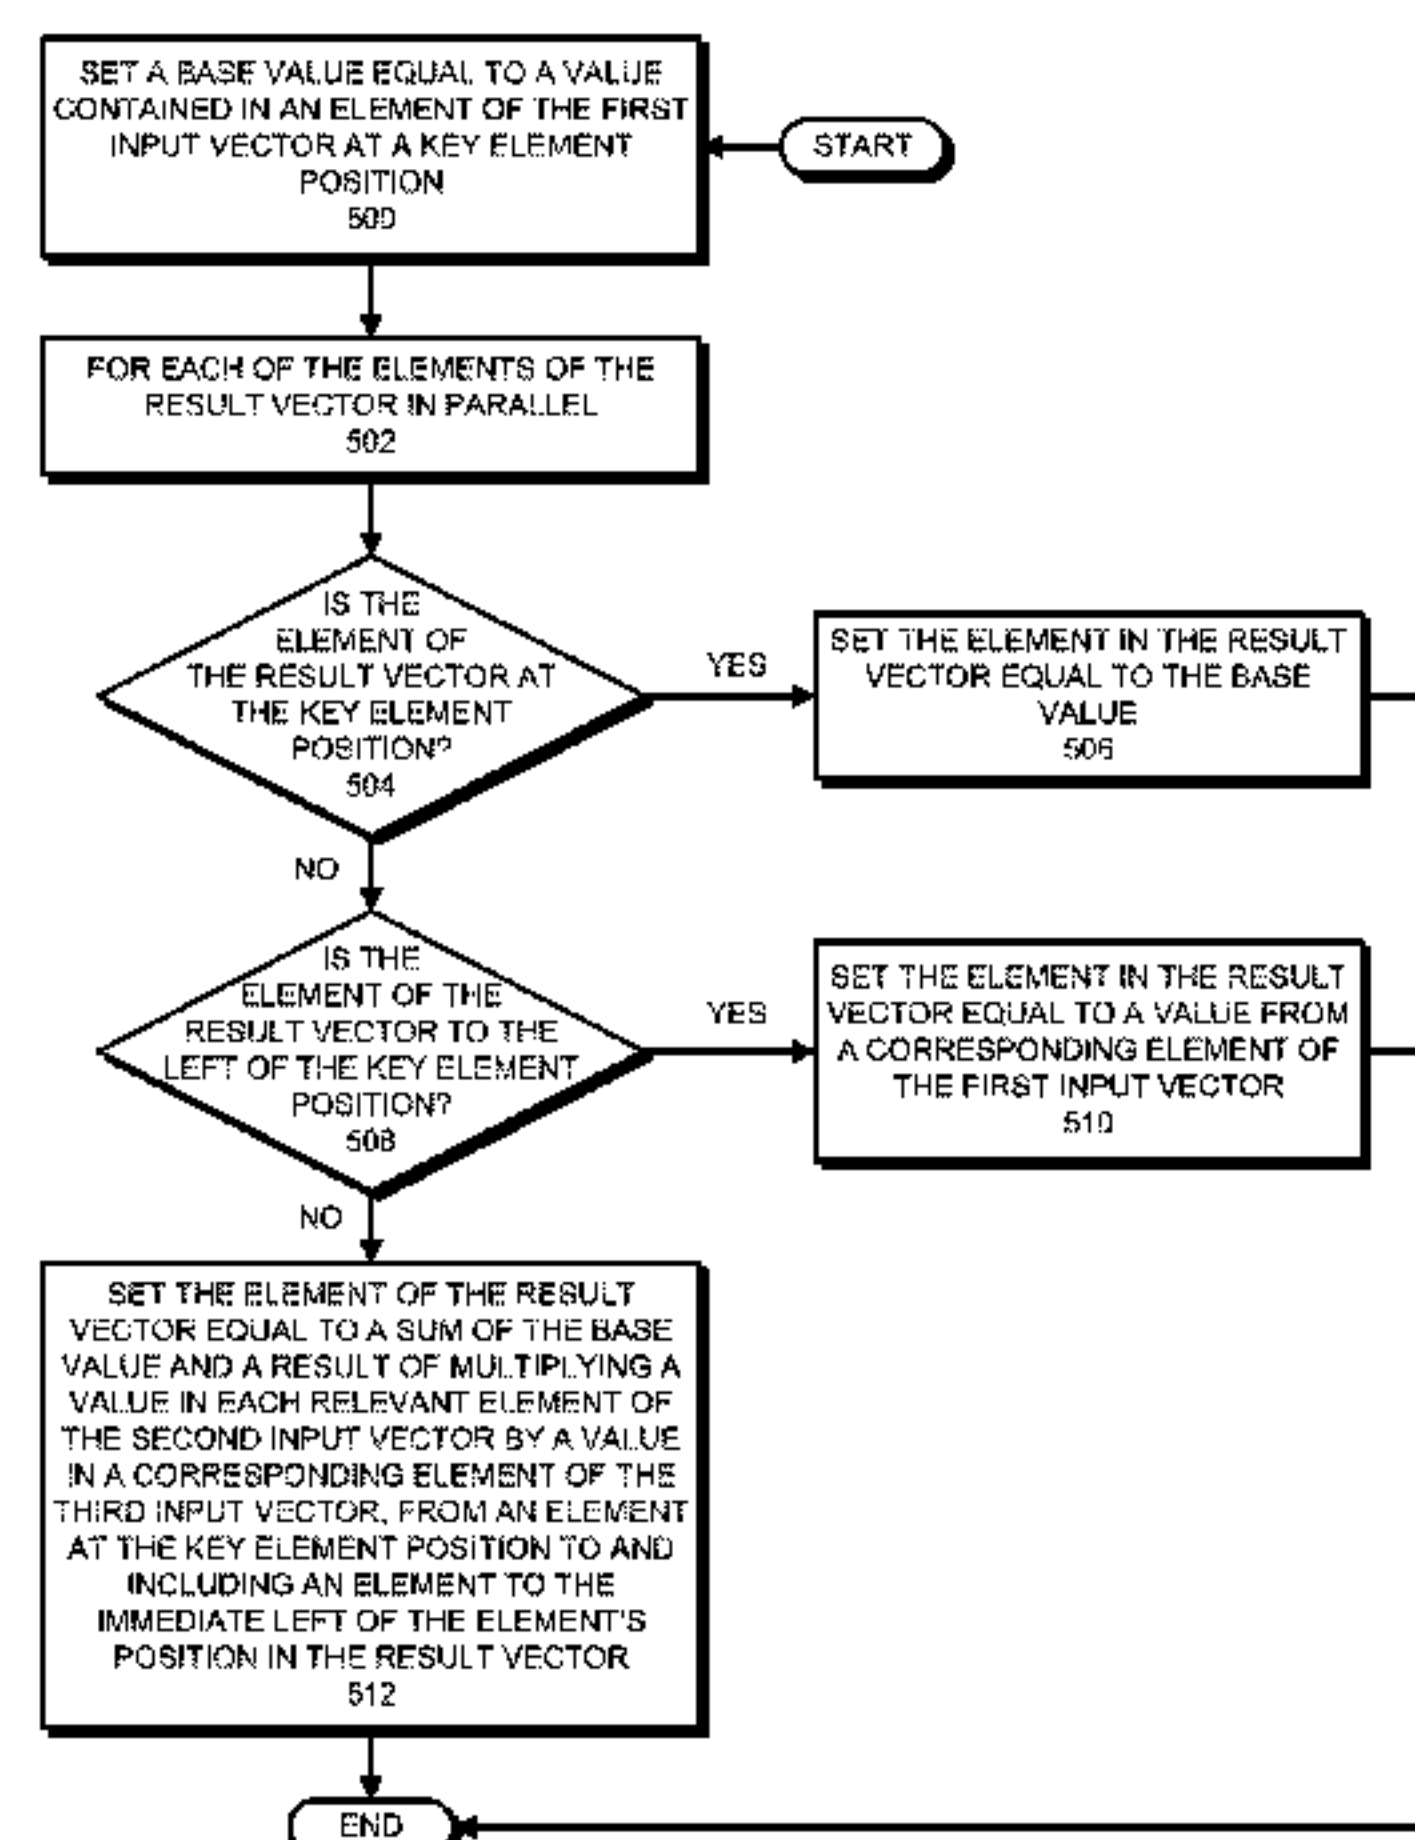 SET A BASE VALUE EQUAL TO A VALUE
CONTAINED IN AN ELEMENT OF THE FIRST
INPUT VECTOR AT A KEY ELEMENT
POSITION
500
START
FOR EACH OF THE ELEMENTS OF THE
RESULT VECTOR IN PARALLEL
502
IS THE
ELEMENT OF
THE RESULT VECTOR AT
THE KEY ELEMENT
POSITION?
504
YES
SET THE ELEMENT IN THE RESULT
VECTOR EQUAL TO THE BASE
VALUE
506
NO
IS THE
ELEMENT OF THE
RESULT VECTOR TO THE
LEFT OF THE KEY ELEMENT
POSITION?
508
YES
SET THE ELEMENT IN THE RESULT
VECTOR EQUAL TO A VALUE FROM
A CORRESPONDING ELEMENT OF
THE FIRST INPUT VECTOR
510
NO
SET THE ELEMENT OF THE RESULT
VECTOR EQUAL TO A SUM OF THE BASE
VALUE AND A RESULT OF MULTIPLYING A
VALUE IN EACH RELEVANT ELEMENT OF
THE SECOND INPUT VECTOR BY A VALUE
IN A CORRESPONDING ELEMENT OF THE
THIRD INPUT VECTOR, FROM AN ELEMENT
AT THE KEY ELEMENT POSITION TO AND
INCLUDING AN ELEMENT TO THE
IMMEDIATE LEFT OF THE ELEMENT'S
POSITION IN THE RESULT VECTOR
512
END